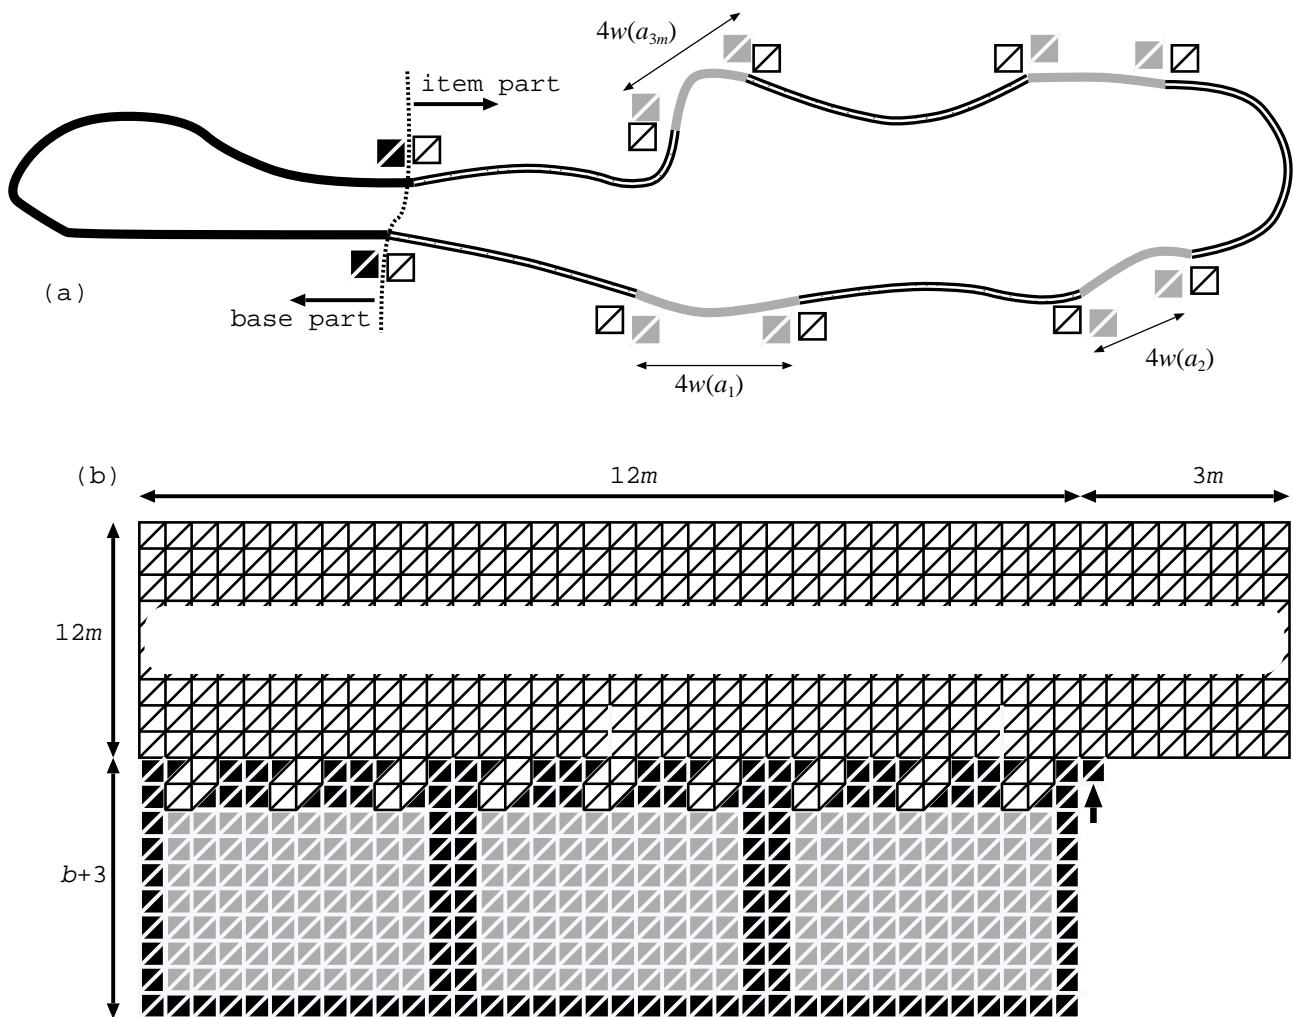 4w(a3m)
item part
(a)
base part
4w(a1)
4w(a2)
(b)
12m
3m
12m
b+3